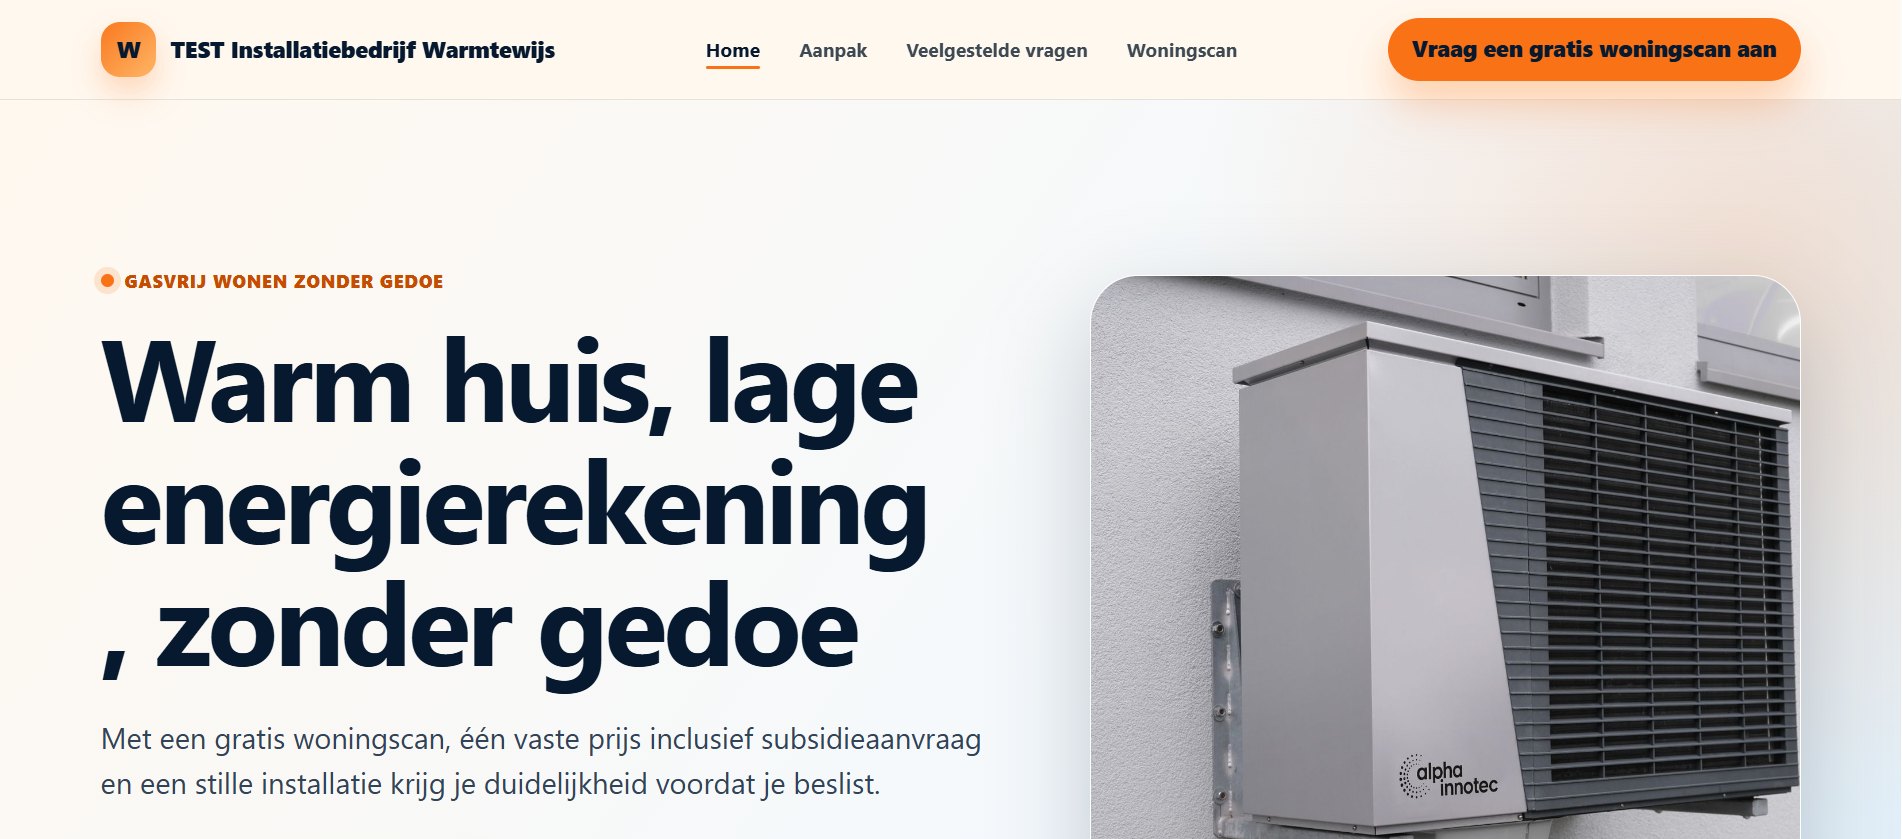 W
TEST Installatiebedrijf Warmtewijs
Home
Aanpak
Veelgestelde vragen
Woningscan
Vraag een gratis woningscan aan
GASVRIJ WONEN ZONDER GEDOE
Warm huis, lage
energierekening
, zonder gedoe
Met een gratis woningscan, één vaste prijs inclusief subsidieaanvraag
en een stille installatie krijg je duidelijkheid voordat je beslist.
alpha
innotec